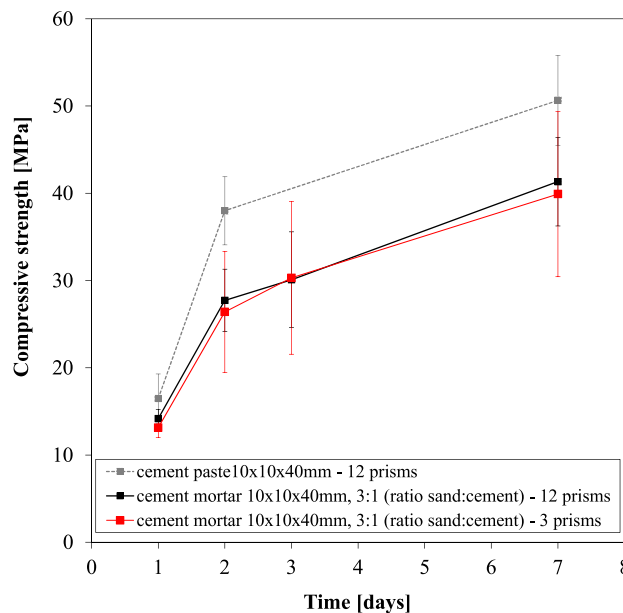 60
50
40
30
20
10
0
Compressive strength [MPa]
cement paste10x10x40mm - 12 prisms
cement mortar 10x10x40mm, 3:1 (ratio sand:cement) - 12 prisms
cement mortar 10x10x40mm, 3:1 (ratio sand:cement) - 3 prisms
0 1 2 3 4 5 6 7 8
Time [days]